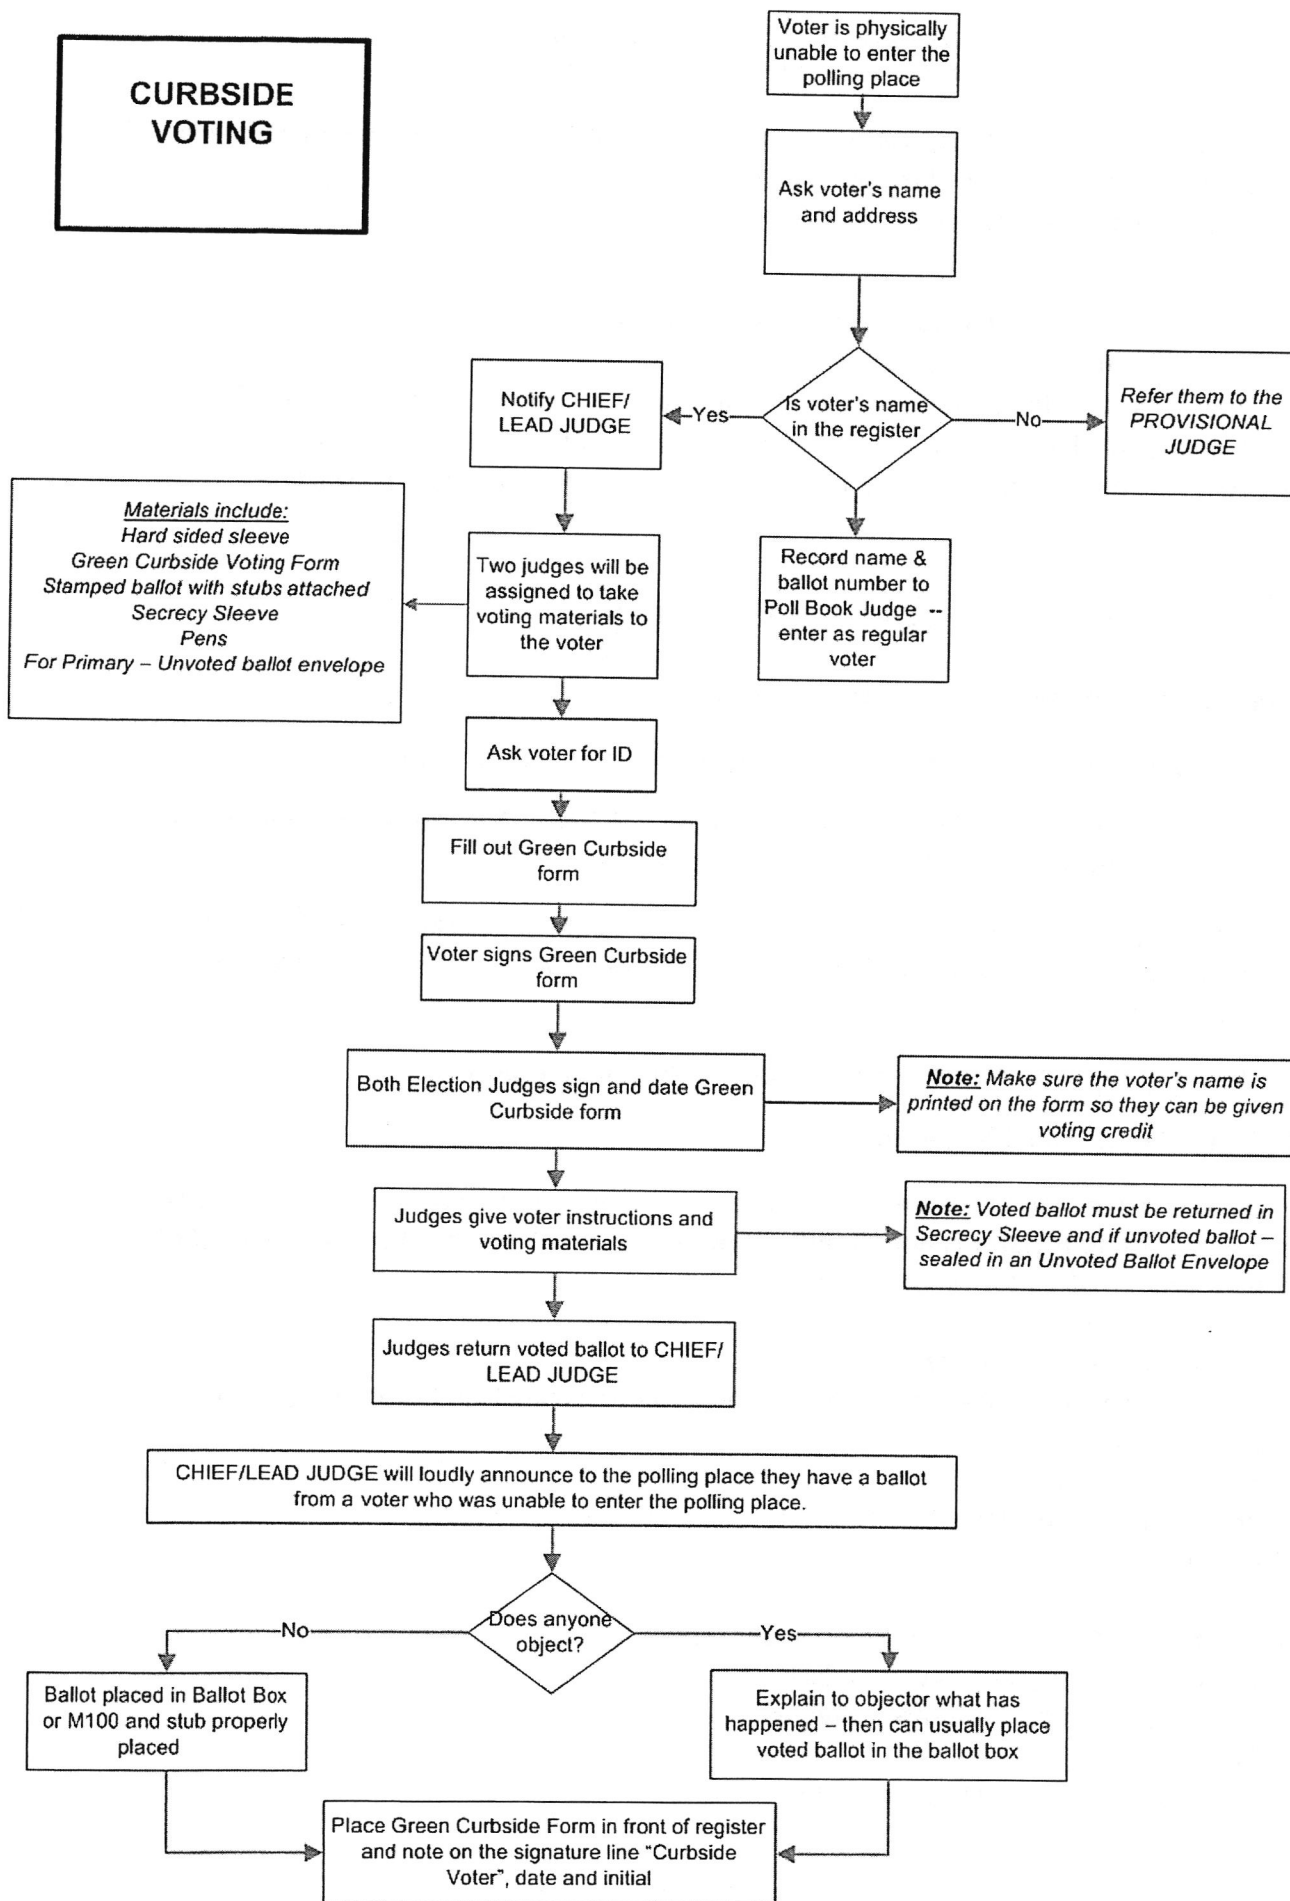 CURBSIDE
VOTING
Voter is physically
unable to enter the
polling place
Ask voter's name
and address
Is voter's name
in the register
Yes
No
Notify CHIEF/
LEAD JUDGE
Refer them to the
PROVISIONAL
JUDGE
Record name &
ballot number to
Poll Book Judge --
enter as regular
voter
Two judges will be
assigned to take
voting materials to
the voter
Materials include:
Hard sided sleeve
Green Curbside Voting Form
Stamped ballot with stubs attached
Secrecy Sleeve
Pens
For Primary – Unvoted ballot envelope
Ask voter for ID
Fill out Green Curbside
form
Voter signs Green Curbside
form
Both Election Judges sign and date Green
Curbside form
Note: Make sure the voter's name is
printed on the form so they can be given
voting credit
Judges give voter instructions and
voting materials
Note: Voted ballot must be returned in
Secrecy Sleeve and if unvoted ballot –
sealed in an Unvoted Ballot Envelope
Judges return voted ballot to CHIEF/
LEAD JUDGE
CHIEF/LEAD JUDGE will loudly announce to the polling place they have a ballot
from a voter who was unable to enter the polling place.
Does anyone
object?
No
Yes
Ballot placed in Ballot Box
or M100 and stub properly
placed
Explain to objector what has
happened – then can usually place
voted ballot in the ballot box
Place Green Curbside Form in front of register
and note on the signature line “Curbside
Voter”, date and initial